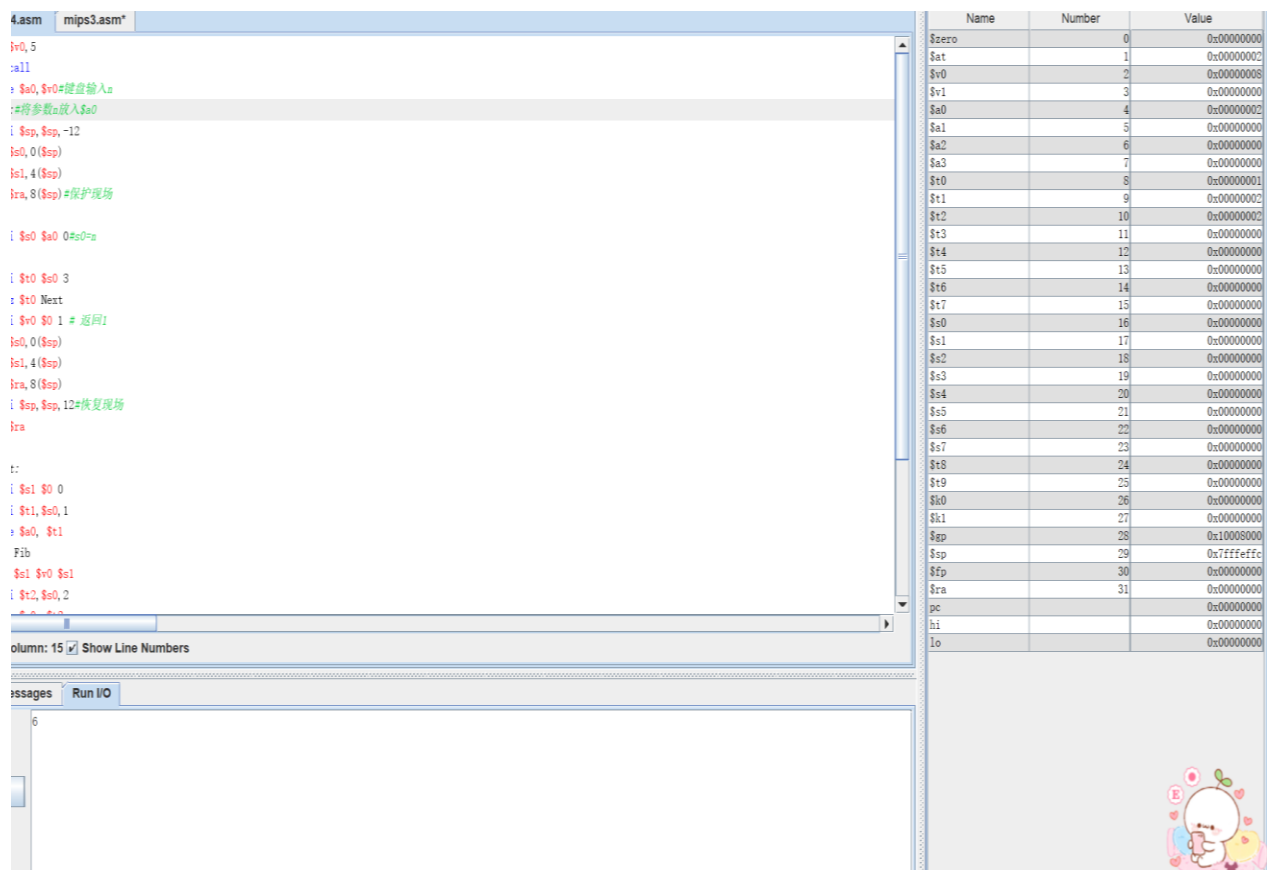 4.asm mips3.asm*
$v0,5
call
e $a0,$v0#键盘输入n
:#将参数n放入$a0
i $sp,$sp,-12
$s0,0($sp)
$s1,4($sp)
$ra,8($sp)#保护现场
i $s0 $a0 0#s0=n
i $t0 $s0 3
z $t0 Next
i $v0 $0 1 # 返回1
$s0,0($sp)
$s1,4($sp)
$ra,8($sp)
i $sp,$sp,12#恢复现场
$ra
t:
i $s1 $0 0
i $t1,$s0,1
e $a0, $t1
Fib
$s1 $v0 $s1
i $t2,$s0,2
olumn: 15 Show Line Numbers
essages Run I/O
6
Name Number Value
$zero 0 0x00000000
$at 1 0x00000002
$v0 2 0x00000008
$v1 3 0x00000000
$a0 4 0x00000002
$a1 5 0x00000000
$a2 6 0x00000000
$a3 7 0x00000000
$t0 8 0x00000001
$t1 9 0x00000002
$t2 10 0x00000002
$t3 11 0x00000000
$t4 12 0x00000000
$t5 13 0x00000000
$t6 14 0x00000000
$t7 15 0x00000000
$s0 16 0x00000000
$s1 17 0x00000000
$s2 18 0x00000000
$s3 19 0x00000000
$s4 20 0x00000000
$s5 21 0x00000000
$s6 22 0x00000000
$s7 23 0x00000000
$t8 24 0x00000000
$t9 25 0x00000000
$k0 26 0x00000000
$k1 27 0x00000000
$gp 28 0x10008000
$sp 29 0x7fffeffc
$fp 30 0x00000000
$ra 31 0x00000000
pc 0x00000000
hi 0x00000000
lo 0x00000000
E